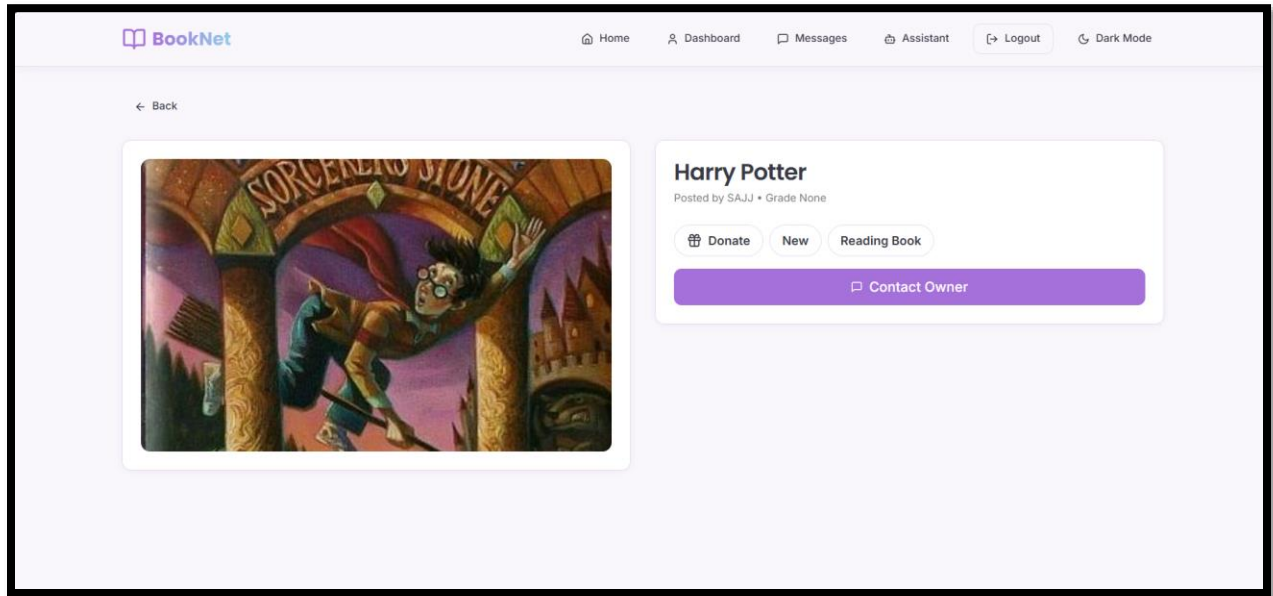 BookNet
Home Dashboard Messages Assistant Logout Dark Mode
Back
SORCERERS STONE
Harry Potter
Posted by SAJJ • Grade None
Donate New Reading Book
Contact Owner